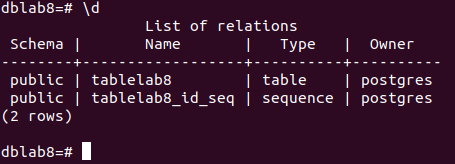 dblab8=# \d
              List of relations
 Schema |       Name       |   Type   |  Owner
--------+------------------+----------+----------
 public | tablelab8        | table    | postgres
 public | tablelab8_id_seq | sequence | postgres
(2 rows)
dblab8=#